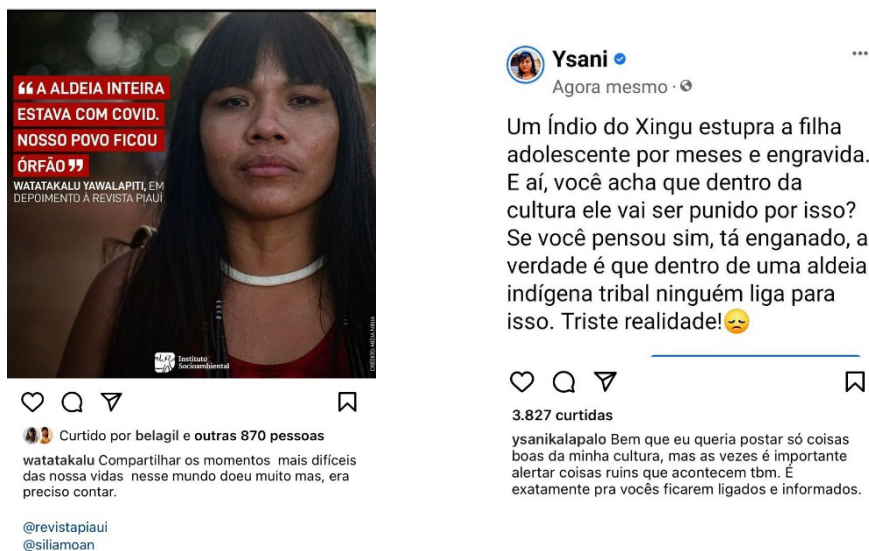 ❝ A ALDEIA INTEIRA
ESTAVA COM COVID.
NOSSO POVO FICOU
ÓRFÃO ❞
WATATAKALU YAWALAPITI, EM
DEPOIMENTO À REVISTA PIAUÍ
CRÉDITO: MÍDIA NINJA
Instituto
Socioambiental
Curtido por belagil e outras 870 pessoas
watatakalu Compartilhar os momentos mais difíceis
das nossa vidas nesse mundo doeu muito mas, era
preciso contar.
@revistapiaui
@siliamoan
Ysani
Agora mesmo ·
Um Índio do Xingu estupra a filha
adolescente por meses e engravida.
E aí, você acha que dentro da
cultura ele vai ser punido por isso?
Se você pensou sim, tá enganado, a
verdade é que dentro de uma aldeia
indígena tribal ninguém liga para
isso. Triste realidade!😞
3.827 curtidas
ysanikalapalo Bem que eu queria postar só coisas
boas da minha cultura, mas as vezes é importante
alertar coisas ruins que acontecem tbm. É
exatamente pra vocês ficarem ligados e informados.